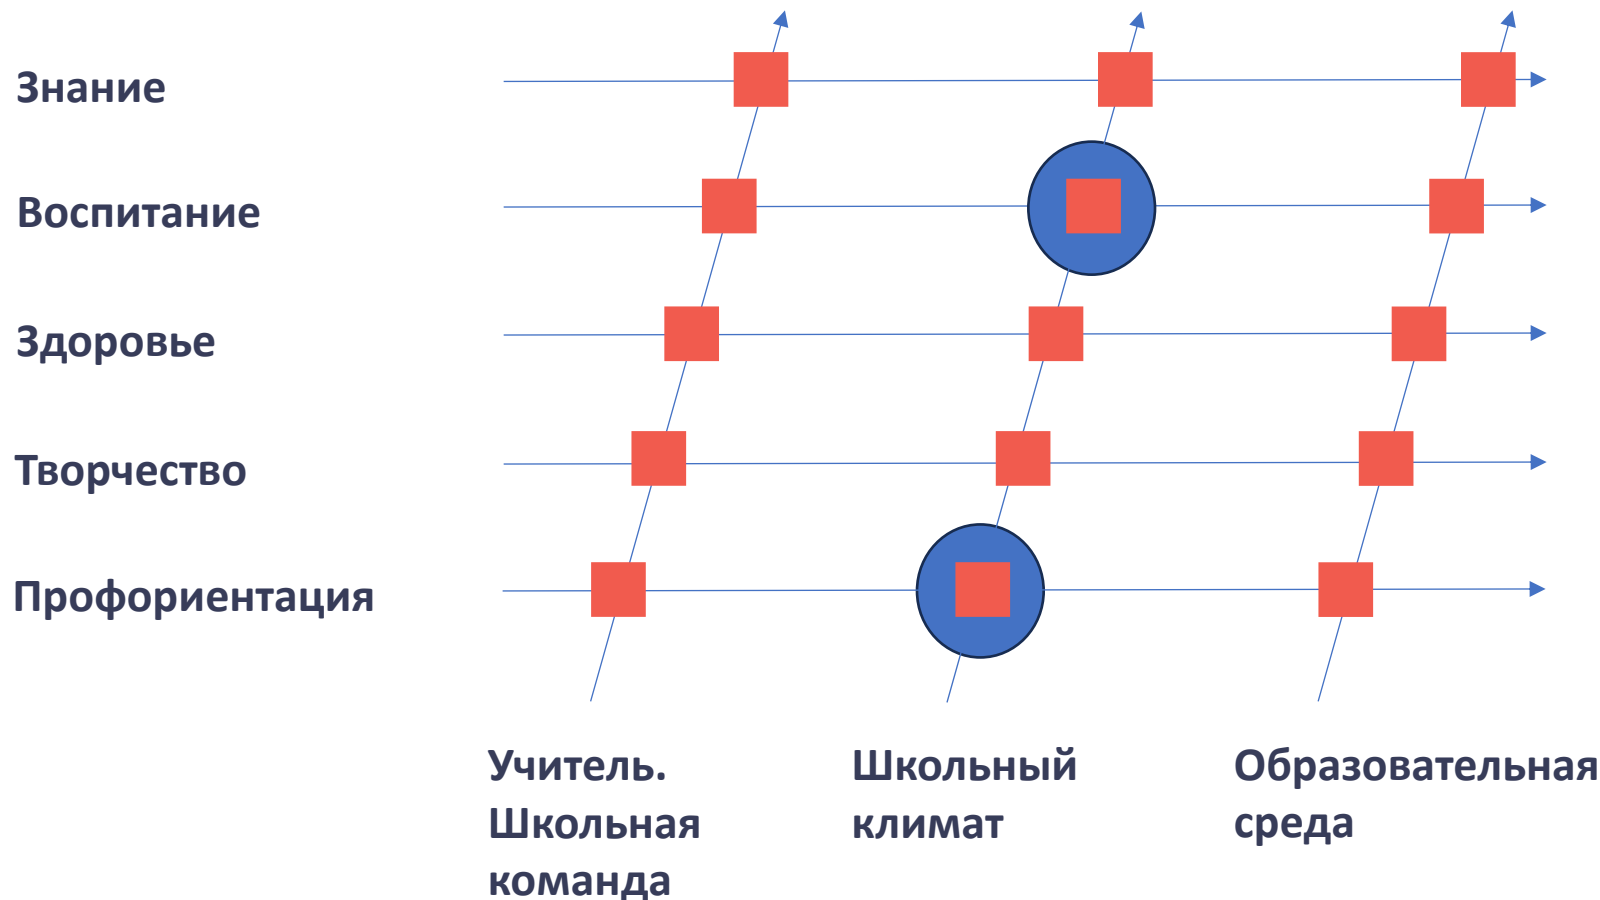 Знание
Воспитание
Здоровье
Творчество
Профориентация
Учитель.
Школьная
команда
Школьный
климат
Образовательная
среда